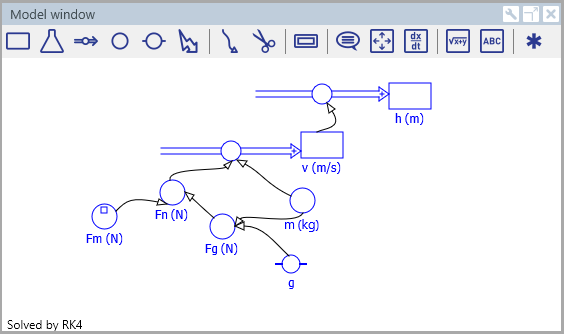 Model window
dx
dt
√x+y
ABC
h (m)
v (m/s)
Fn (N)
m (kg)
Fm (N)
Fg (N)
g
Solved by RK4